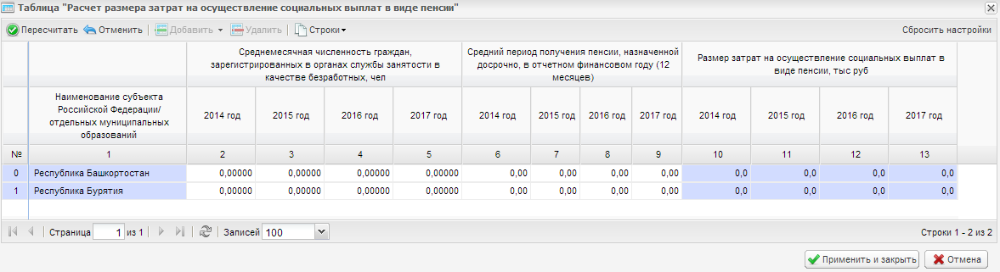 Таблица "Расчет размера затрат на осуществление социальных выплат в виде пенсии"
Пересчитать Отменить Добавить Удалить Строки Сбросить настройки
Среднемесячная численность граждан, зарегистрированных в органах службы занятости в качестве безработных, чел
Средний период получения пенсии, назначенной досрочно, в отчетном финансовом году (12 месяцев)
Размер затрат на осуществление социальных выплат в виде пенсии, тыс руб
Наименование субъекта
Российской Федерации/
отдельных муниципальных
образований
2014 год 2015 год 2016 год 2017 год 2014 год 2015 год 2016 год 2017 год 2014 год 2015 год 2016 год 2017 год
№ 1 2 3 4 5 6 7 8 9 10 11 12 13
0 Республика Башкортостан 0,00000 0,00000 0,00000 0,00000 0,00 0,00 0,00 0,00 0,0 0,0 0,0 0,0
1 Республика Бурятия 0,00000 0,00000 0,00000 0,00000 0,00 0,00 0,00 0,00 0,0 0,0 0,0 0,0
Страница 1 из 1 Записей 100 Строки 1 - 2 из 2
Применить и закрыть Отмена